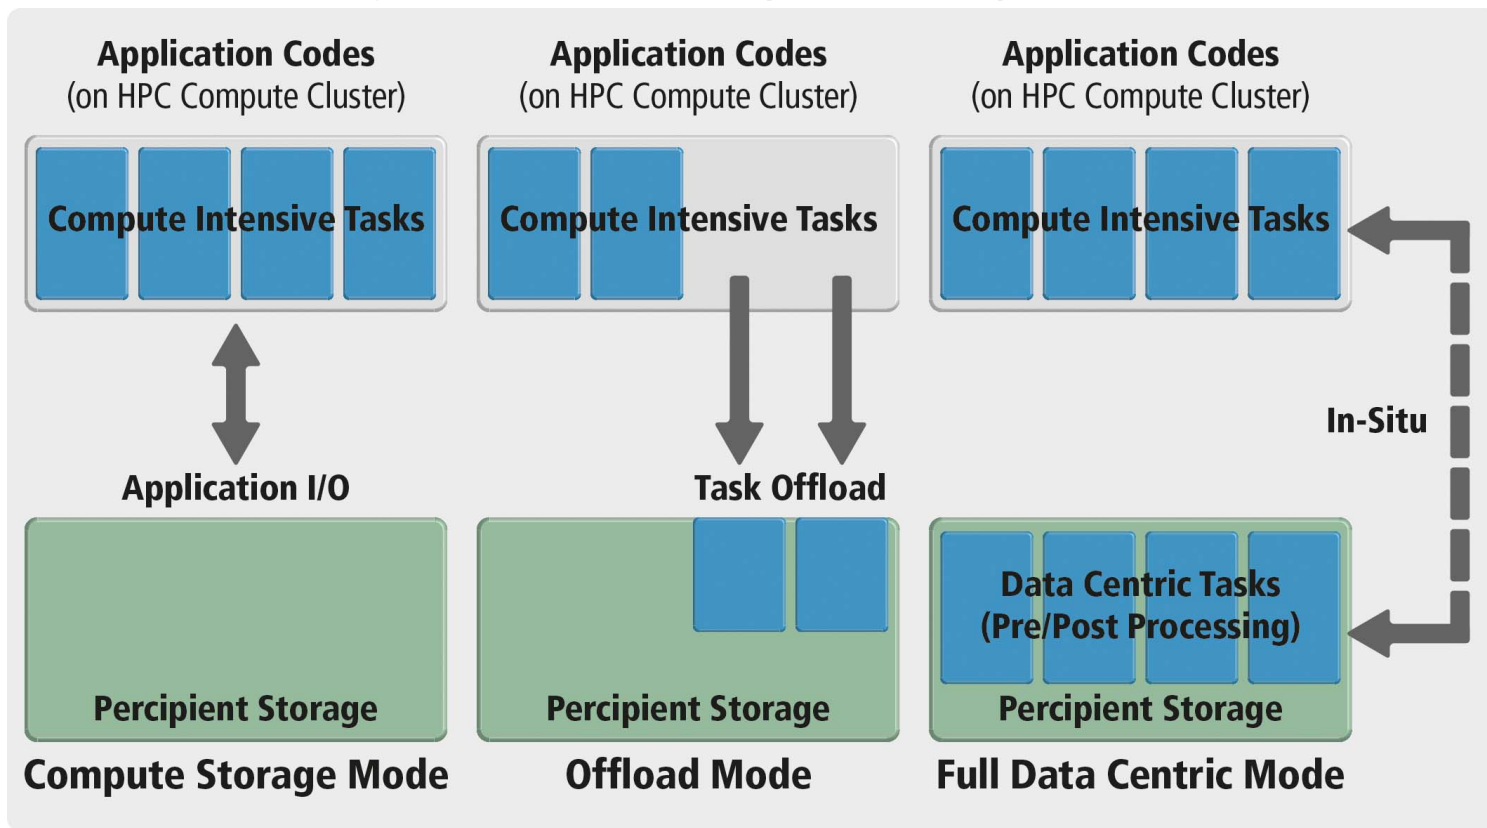 Application Codes
(on HPC Compute Cluster)
Compute Intensive Tasks
Application I/O
Percipient Storage
Compute Storage Mode
Application Codes
(on HPC Compute Cluster)
Compute Intensive Tasks
Task Offload
Percipient Storage
Offload Mode
Application Codes
(on HPC Compute Cluster)
Compute Intensive Tasks
In-Situ
Data Centric Tasks
(Pre/Post Processing)
Percipient Storage
Full Data Centric Mode